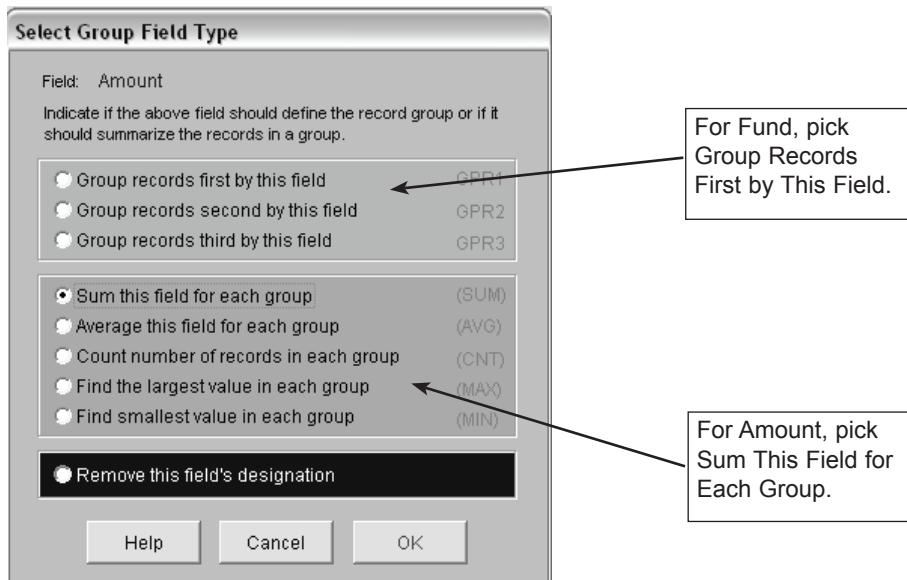 Select Group Field Type
Field: Amount
Indicate if the above field should define the record group or if it
should summarize the records in a group.
Group records first by this field GPR1
Group records second by this field GPR2
Group records third by this field GPR3
Sum this field for each group (SUM)
Average this field for each group (AVG)
Count number of records in each group (CNT)
Find the largest value in each group (MAX)
Find smallest value in each group (MIN)
Remove this field's designation
Help Cancel OK
For Fund, pick
Group Records
First by This Field.
For Amount, pick
Sum This Field for
Each Group.